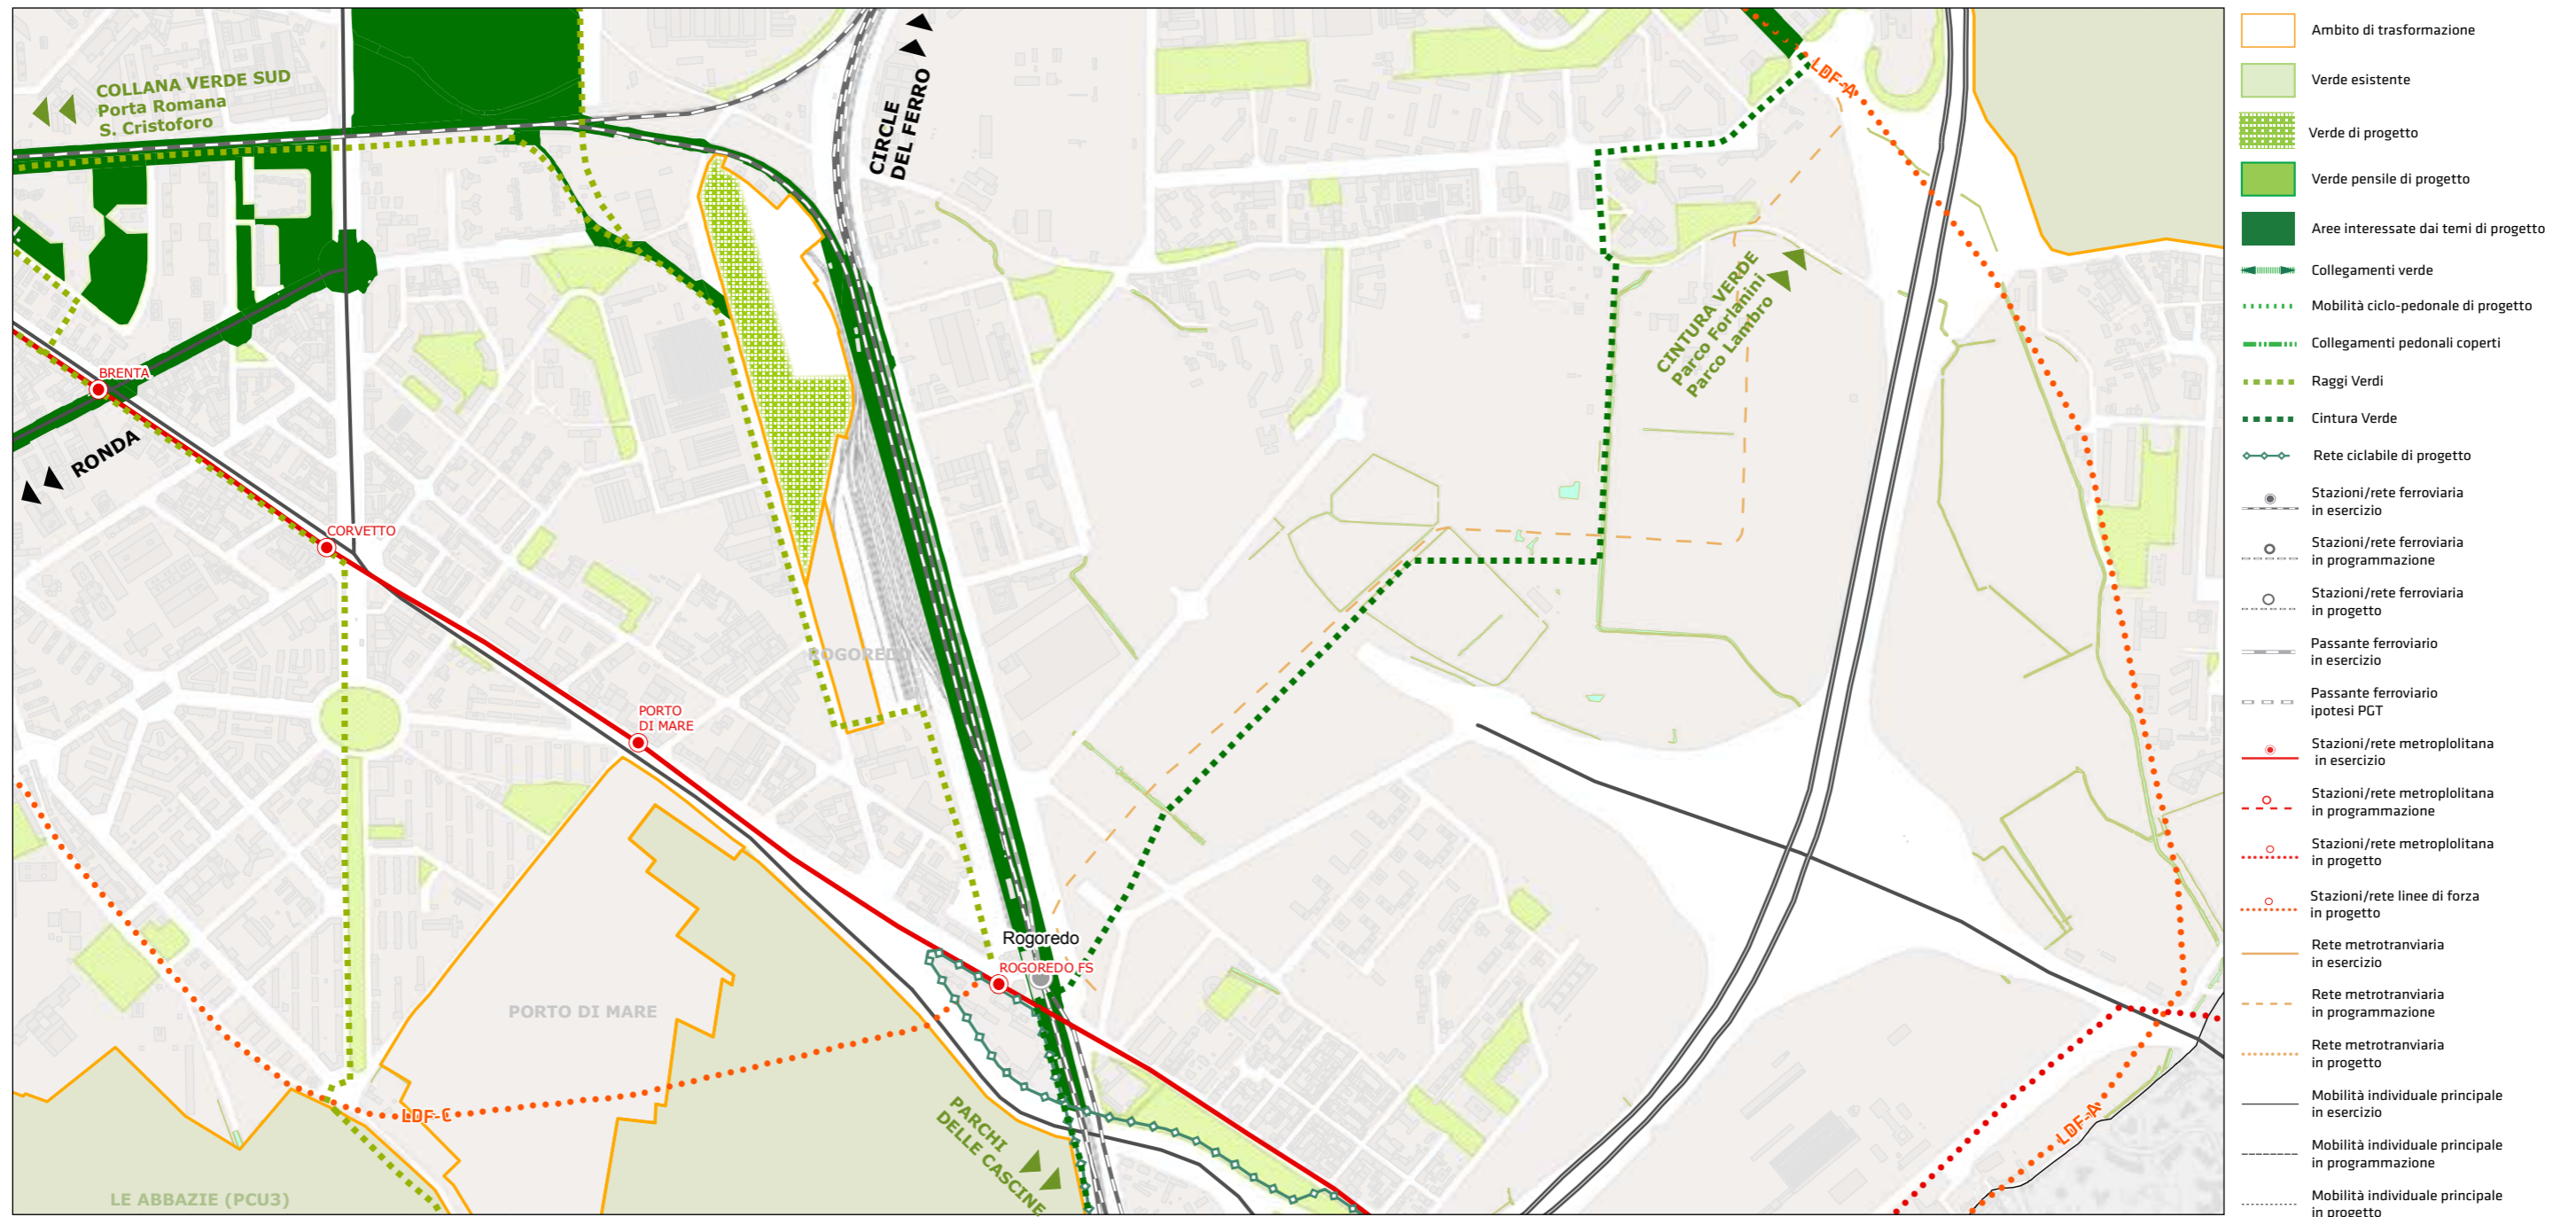 COLLANA VERDE SUD
Porta Romana
S. Cristoforo
CIRCLE
DEL FERRO
LDF-A
CINTURA VERDE
Parco Forlanini
Parco Lambro
BRENTA
RONDA
CORVETTO
ROGOREDO
PORTO
DI MARE
Rogoredo
ROGOREDO FS
PORTO DI MARE
LDF-C
PARCHI
DELLE CASCINE
LDF-A
LE ABBAZIE (PCU3)
Ambito di trasformazione
Verde esistente
Verde di progetto
Verde pensile di progetto
Aree interessate dai temi di progetto
Collegamenti verde
Mobilità ciclo-pedonale di progetto
Collegamenti pedonali coperti
Raggi Verdi
Cintura Verde
Rete ciclabile di progetto
Stazioni/rete ferroviaria
in esercizio
Stazioni/rete ferroviaria
in programmazione
Stazioni/rete ferroviaria
in progetto
Passante ferroviario
in esercizio
Passante ferroviario
ipotesi PGT
Stazioni/rete metroplolitana
in esercizio
Stazioni/rete metroplolitana
in programmazione
Stazioni/rete metroplolitana
in progetto
Stazioni/rete linee di forza
in progetto
Rete metrotranviaria
in esercizio
Rete metrotranviaria
in programmazione
Rete metrotranviaria
in progetto
Mobilità individuale principale
in esercizio
Mobilità individuale principale
in programmazione
Mobilità individuale principale
in progetto